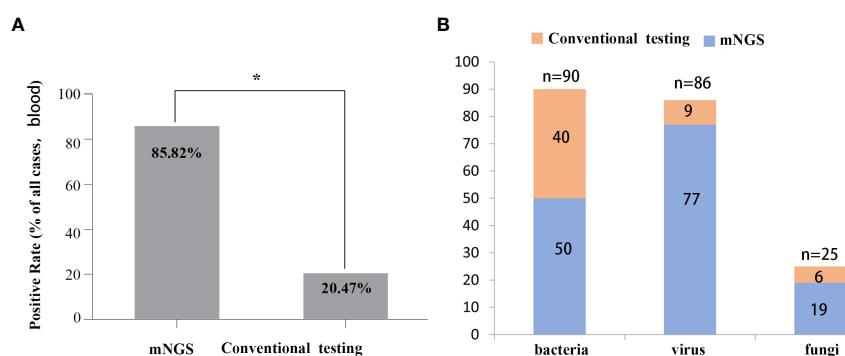 A
Positive Rate (% of all cases, blood)
100
80
60
40
20
0
*
85.82%
20.47%
mNGS
Conventional testing
B
Conventional testing
mNGS
100
90
80
70
60
50
40
30
20
10
0
n=90
40
50
n=86
9
77
n=25
6
19
bacteria
virus
fungi